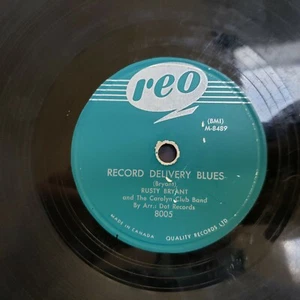 reo
(BMI)
M-8489
RECORD DELIVERY BLUES
(Bryant)
RUSTY BRYANT
and The Carolyn Club Band
By Arr. Dot Records
8005
MADE IN CANADA QUALITY RECORDS LTD